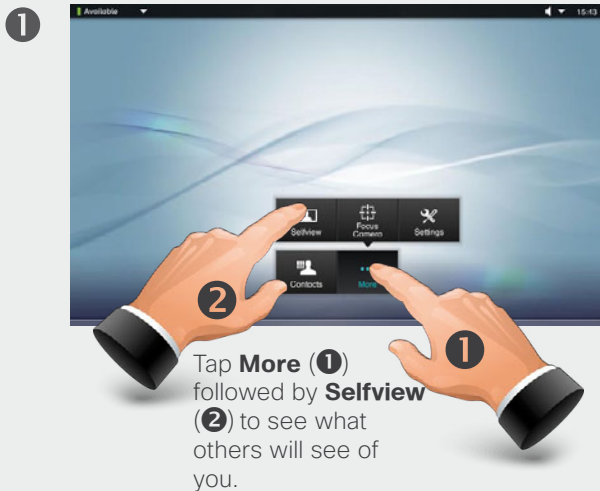 ❶
Available 15:43
Selfview Focus Camera Settings
Contacts More
❷
❶
Tap More (❶)
followed by Selfview
(❷) to see what
others will see of
you.